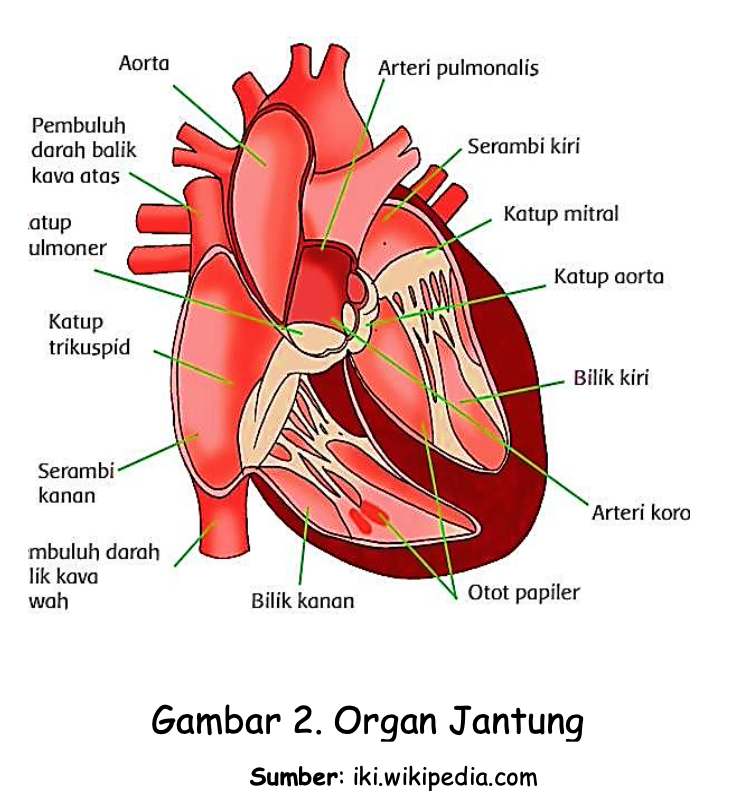 Aorta
Arteri pulmonalis
Pembuluh
darah balik
kava atas
Serambi kiri
atup
ulmoner
Katup mitral
Katup aorta
Katup
trikuspid
Bilik kiri
Serambi
kanan
Arteri koro
mbuluh darah
lik kava
wah
Bilik kanan
Otot papiler
Gambar 2. Organ Jantung
Sumber: iki.wikipedia.com